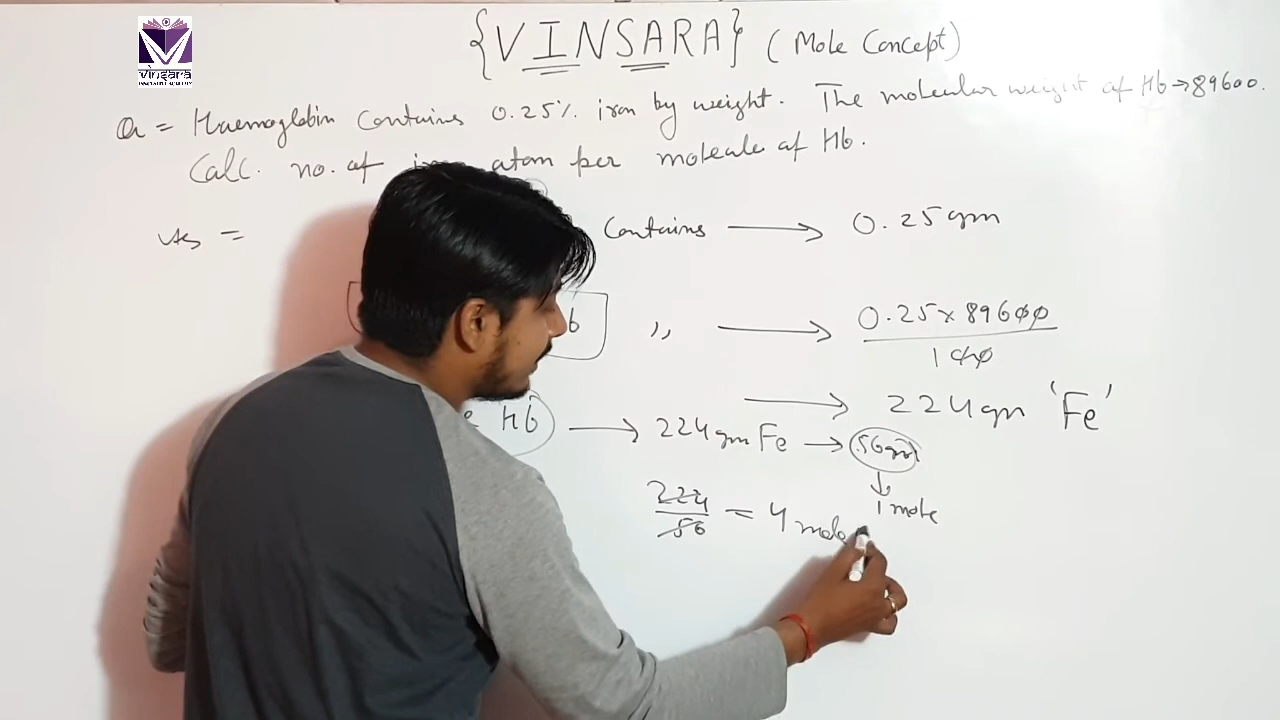 vinsara
{VINSARA} (Mole Concept)
Q = Haemoglobin Contains 0.25% iron by weight. The molecular weight of Hb→89600.
Calc. no. of atom per molecule of Hb.
As = Contains → 0.25 gm
b ,, → 0.25 x 89600
100
→ 224 gm 'Fe'
Hb → 224 gm Fe → 56 gm
↓
1 mole
224
56
= 4 mole